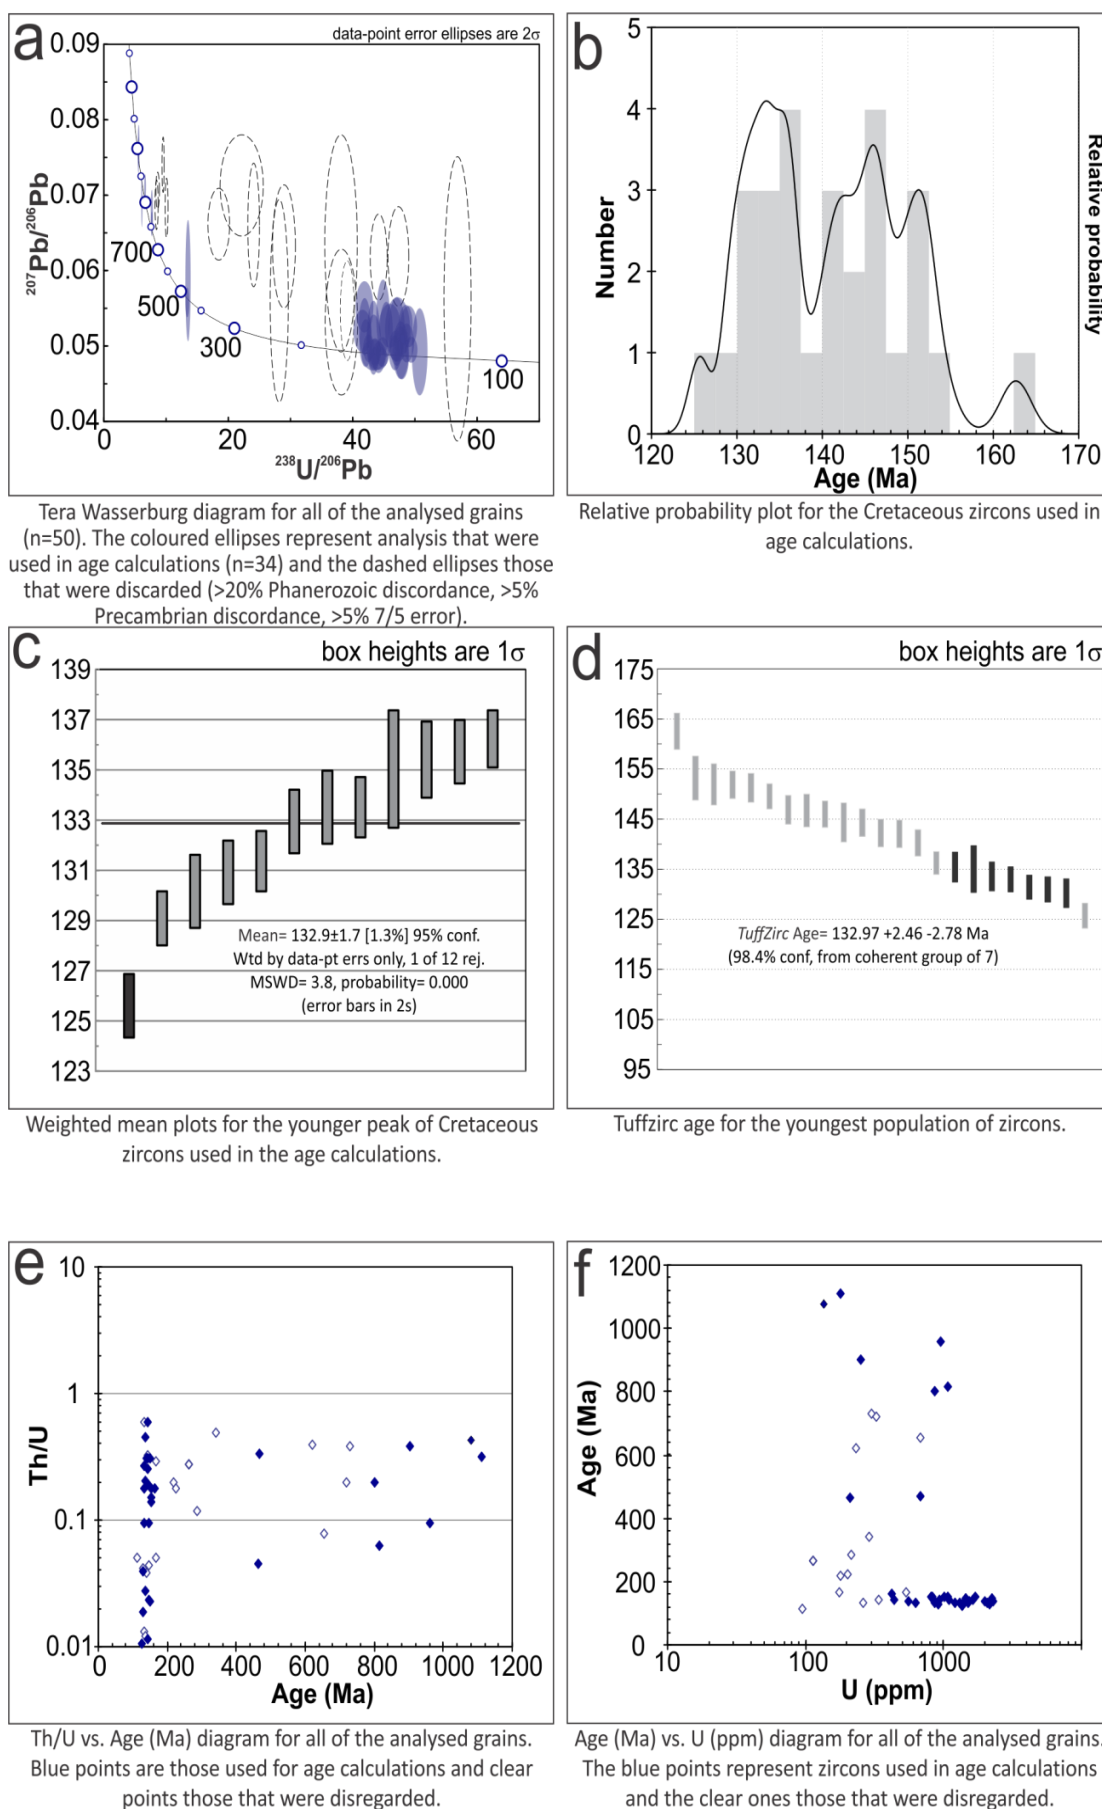 a
data-point error ellipses are 2σ
0.09
0.08
0.07
0.06
0.05
0.04
207Pb/206Pb
700
500
300
100
0
20
40
60
238U/206Pb
Tera Wasserburg diagram for all of the analysed grains
(n=50). The coloured ellipses represent analysis that were
used in age calculations (n=34) and the dashed ellipses those
that were discarded (>20% Phanerozoic discordance, >5%
Precambrian discordance, >5% 7/5 error).
b
5
4
3
2
1
0
Number
Relative probability
120
130
140
150
160
170
Age (Ma)
Relative probability plot for the Cretaceous zircons used in
age calculations.
c
box heights are 1σ
139
137
135
133
131
129
127
125
123
Mean= 132.9±1.7 [1.3%] 95% conf.
Wtd by data-pt errs only, 1 of 12 rej.
MSWD= 3.8, probability= 0.000
(error bars in 2s)
Weighted mean plots for the younger peak of Cretaceous
zircons used in the age calculations.
d
box heights are 1σ
175
165
155
145
135
125
115
105
95
TuffZirc Age= 132.97 +2.46 -2.78 Ma
(98.4% conf, from coherent group of 7)
Tuffzirc age for the youngest population of zircons.
e
10
1
0.1
0.01
Th/U
0
200
400
600
800
1000
1200
Age (Ma)
Th/U vs. Age (Ma) diagram for all of the analysed grains.
Blue points are those used for age calculations and clear
points those that were disregarded.
f
1200
1000
800
600
400
200
0
Age (Ma)
10
100
1000
U (ppm)
Age (Ma) vs. U (ppm) diagram for all of the analysed grains.
The blue points represent zircons used in age calculations
and the clear ones those that were disregarded.